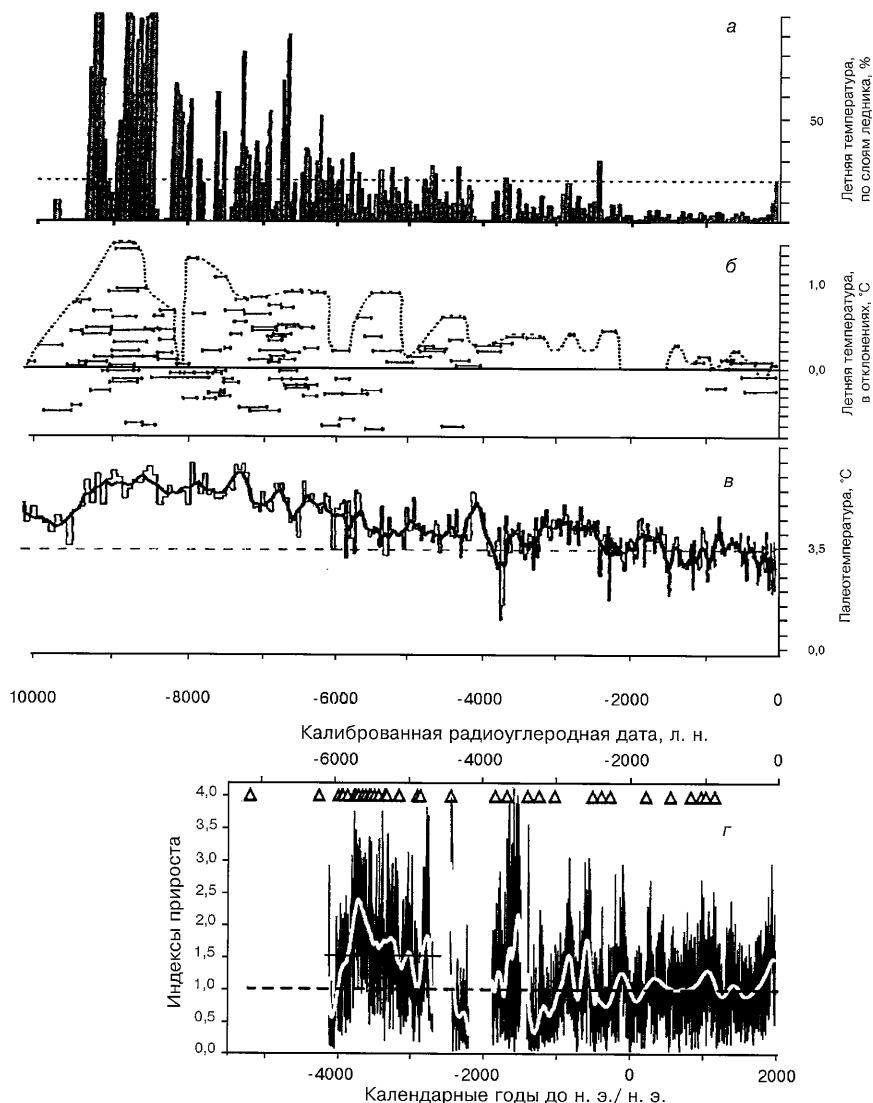 а
50
Летняя температура,
по слоям ледника, %
б
1,0
0,0
Летняя температура,
в отклонениях, °С
в
3,5
0,0
Палеотемпература, °С
10000 -8000 -6000 -4000 -2000 0
Калиброванная радиоуглеродная дата, л. н.
-6000 -4000 -2000 0
г
4,0
3,5
3,0
2,5
2,0
1,5
1,0
0,5
0,0
Индексы прироста
-4000 -2000 0 2000
Календарные годы до н. э./ н. э.